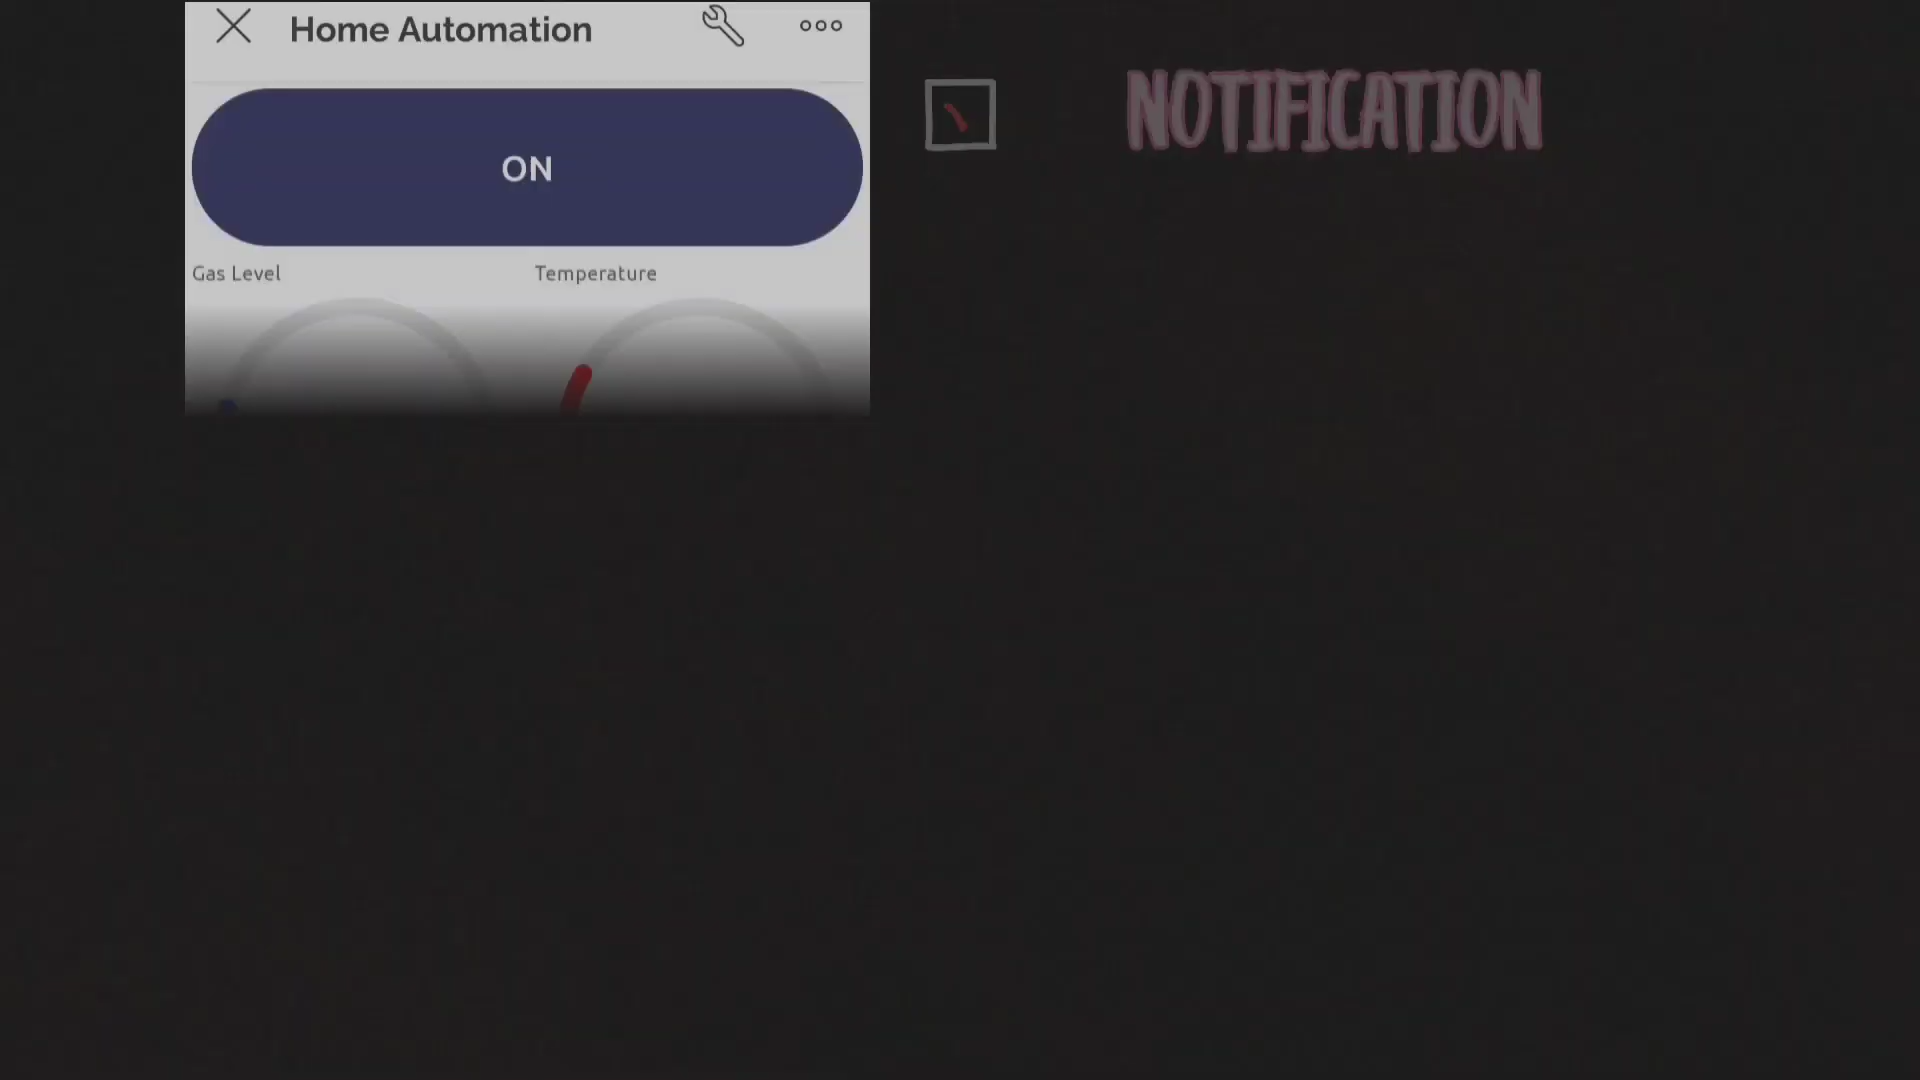 Home Automation
NOTIFICATION
ON
Gas Level
Temperature